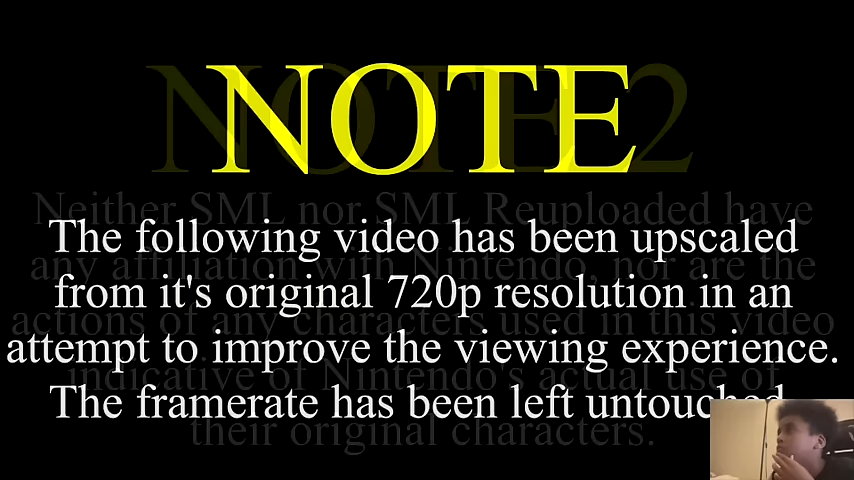 NOTE
The following video has been upscaled
from it's original 720p resolution in an
attempt to improve the viewing experience.
The framerate has been left untouched.
NOTE 2
Neither SML nor SML Reuploaded have
any affiliation with Nintendo, nor are the
actions of any characters used in this video
indicative of Nintendo's actual use of
their original characters.